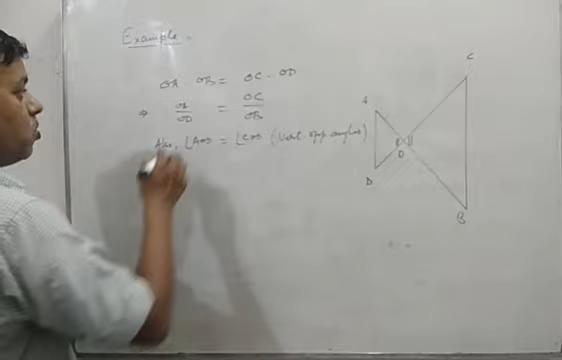 Example :
OA · OB = OC · OD
⇒ OA/OD = OC/OB
Also, ∠AOD = ∠COB (Vert. opp. angles)
A
D
O
C
B